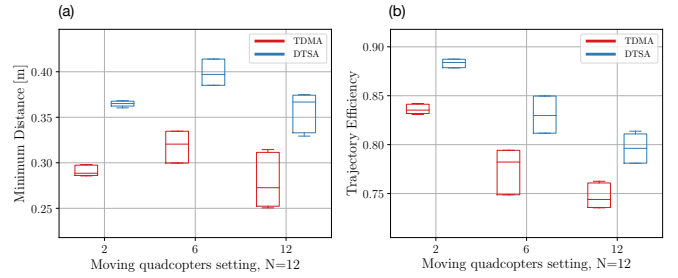 (a)
TDMA
DTSA
0.40
0.35
0.30
0.25
Minimum Distance [m]
2
6
12
Moving quadcopters setting, N=12
(b)
TDMA
DTSA
0.90
0.85
0.80
0.75
Trajectory Efficiency
2
6
12
Moving quadcopters setting, N=12